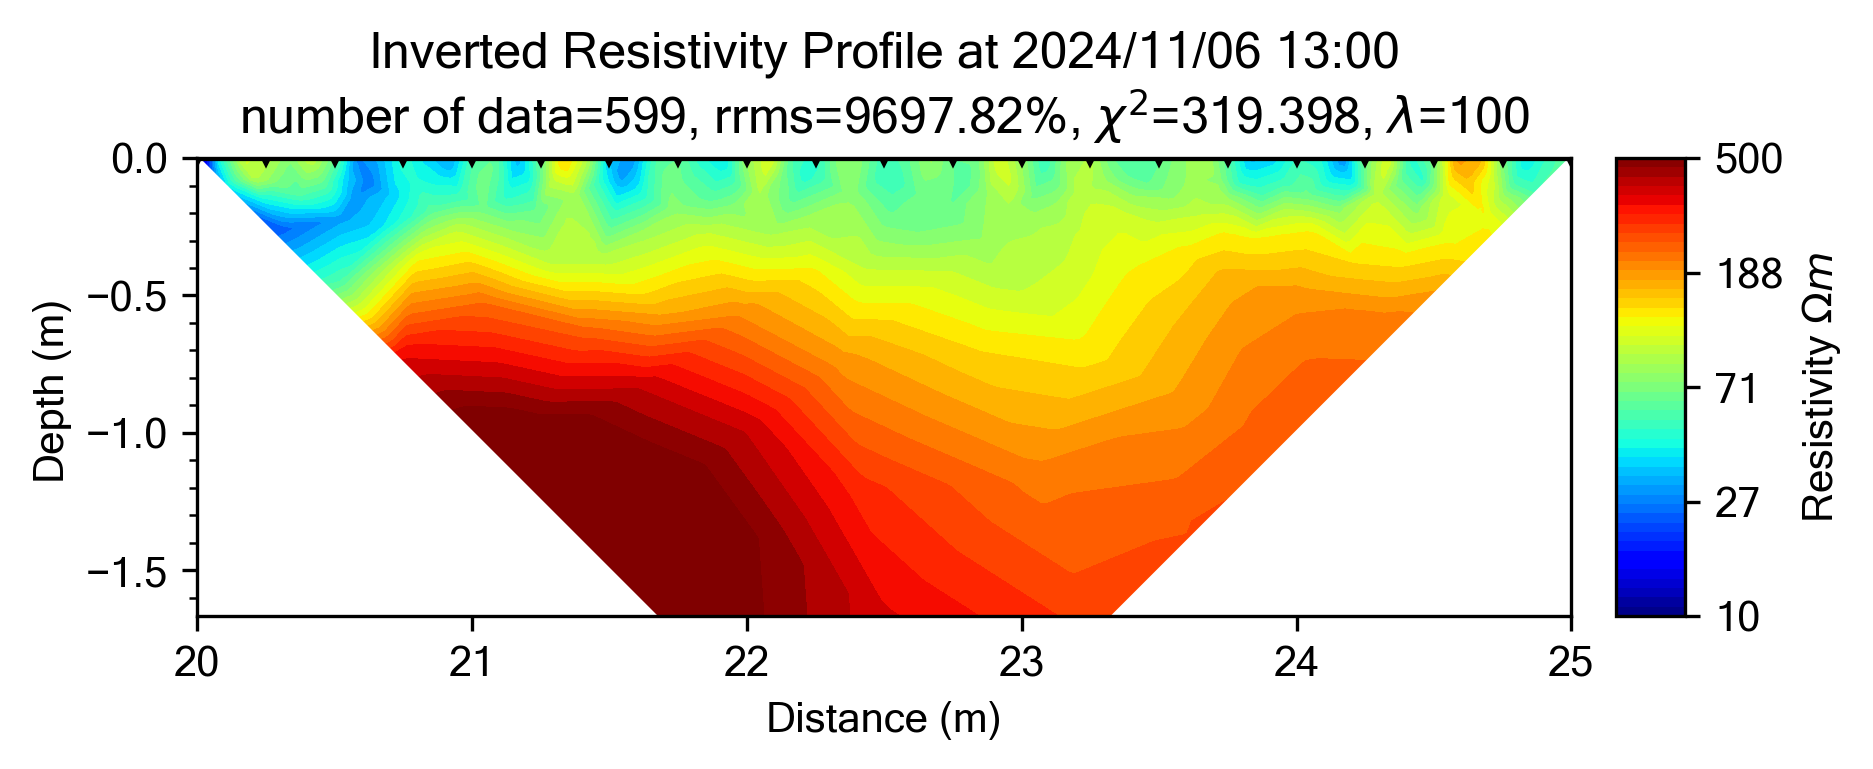 Inverted Resistivity Profile at 2024/11/06 13:00
number of data=599, rrms=9697.82%, χ²=319.398, λ=100
0.0
−0.5
−1.0
−1.5
Depth (m)
20 21 22 23 24 25
Distance (m)
500
188
71
27
10
Resistivity Ωm